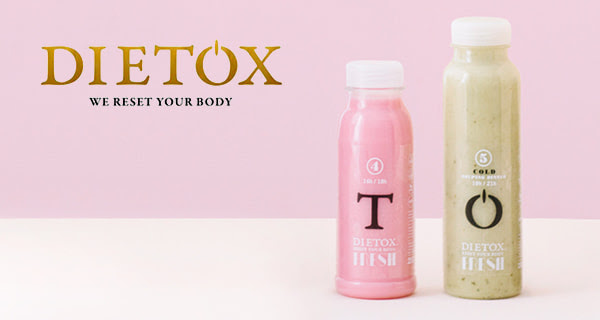 DIETOX
WE RESET YOUR BODY
4
T
DIETOX
FRESH
5
COLD
DIETOX
FRESH